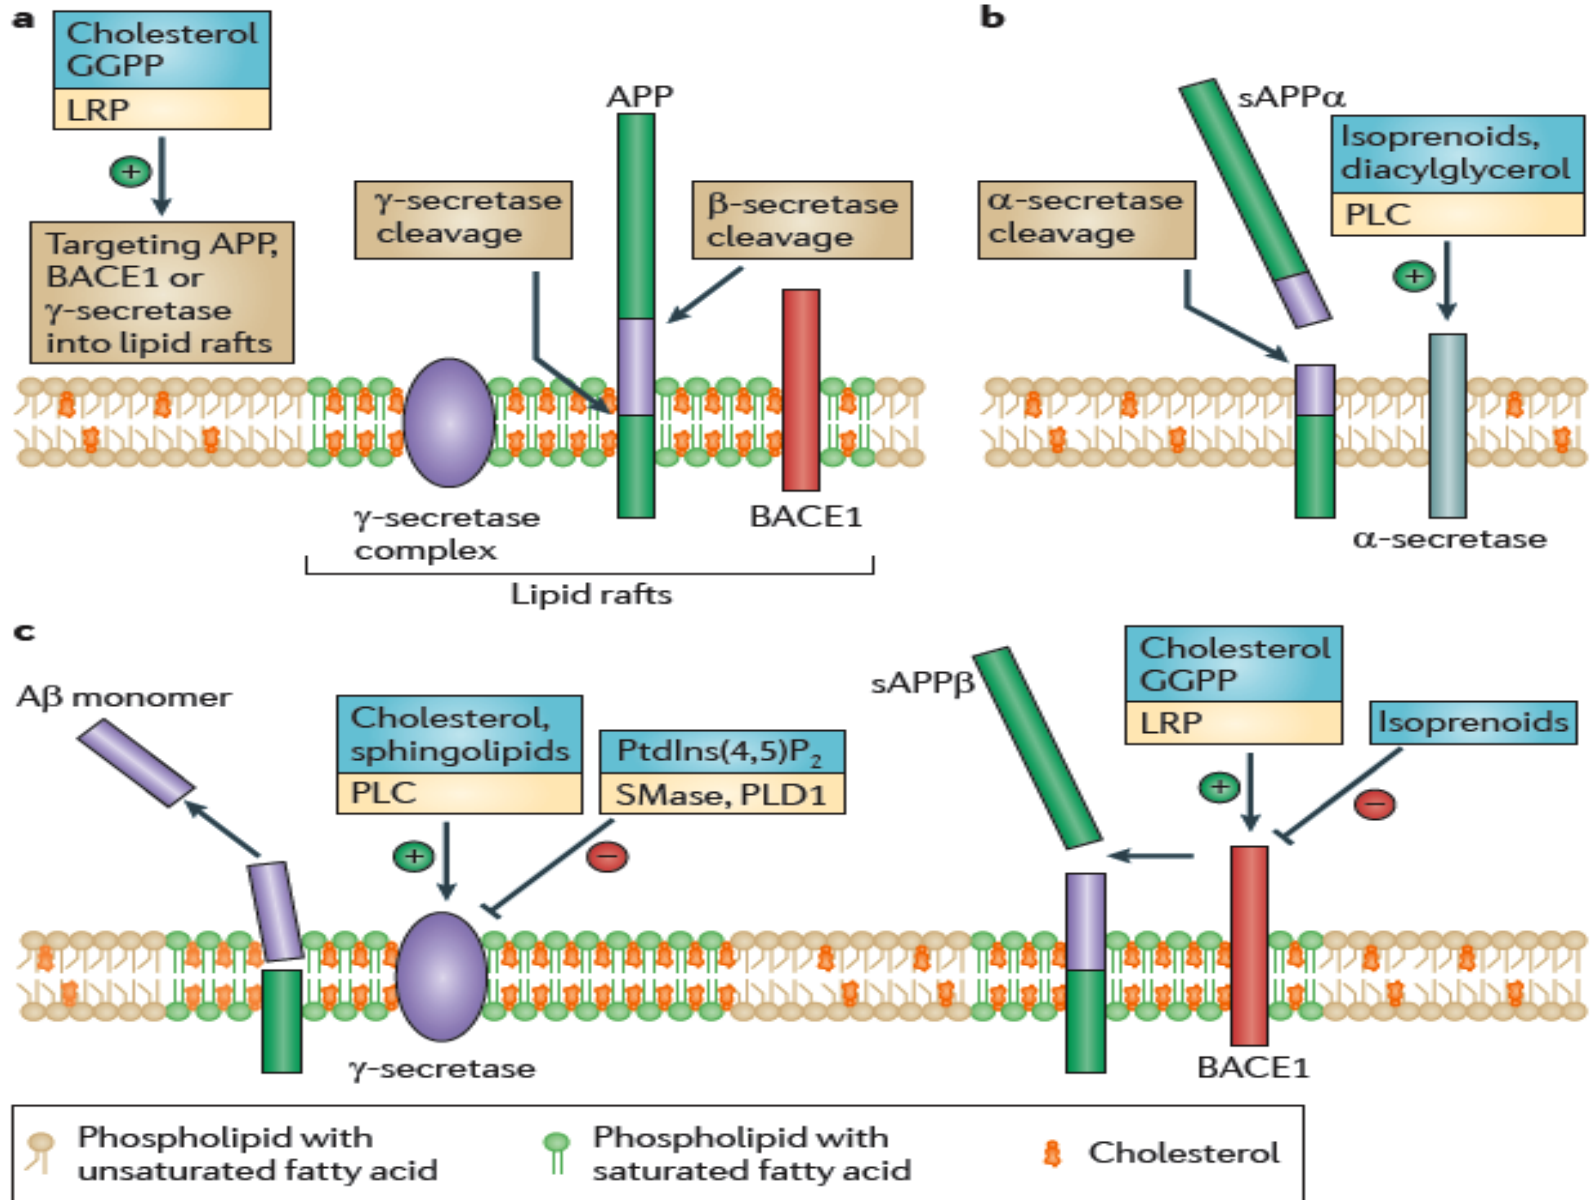 a
Cholesterol
GGPP
LRP
+
Targeting APP,
BACE1 or
γ-secretase
into lipid rafts
γ-secretase
cleavage
APP
β-secretase
cleavage
γ-secretase
complex
BACE1
Lipid rafts
b
sAPPα
Isoprenoids,
diacylglycerol
PLC
+
α-secretase
cleavage
α-secretase
c
Aβ monomer
Cholesterol,
sphingolipids
PLC
+
PtdIns(4,5)P₂
SMase, PLD1
−
γ-secretase
sAPPβ
Cholesterol
GGPP
LRP
+
Isoprenoids
−
BACE1
Phospholipid with
unsaturated fatty acid
Phospholipid with
saturated fatty acid
Cholesterol